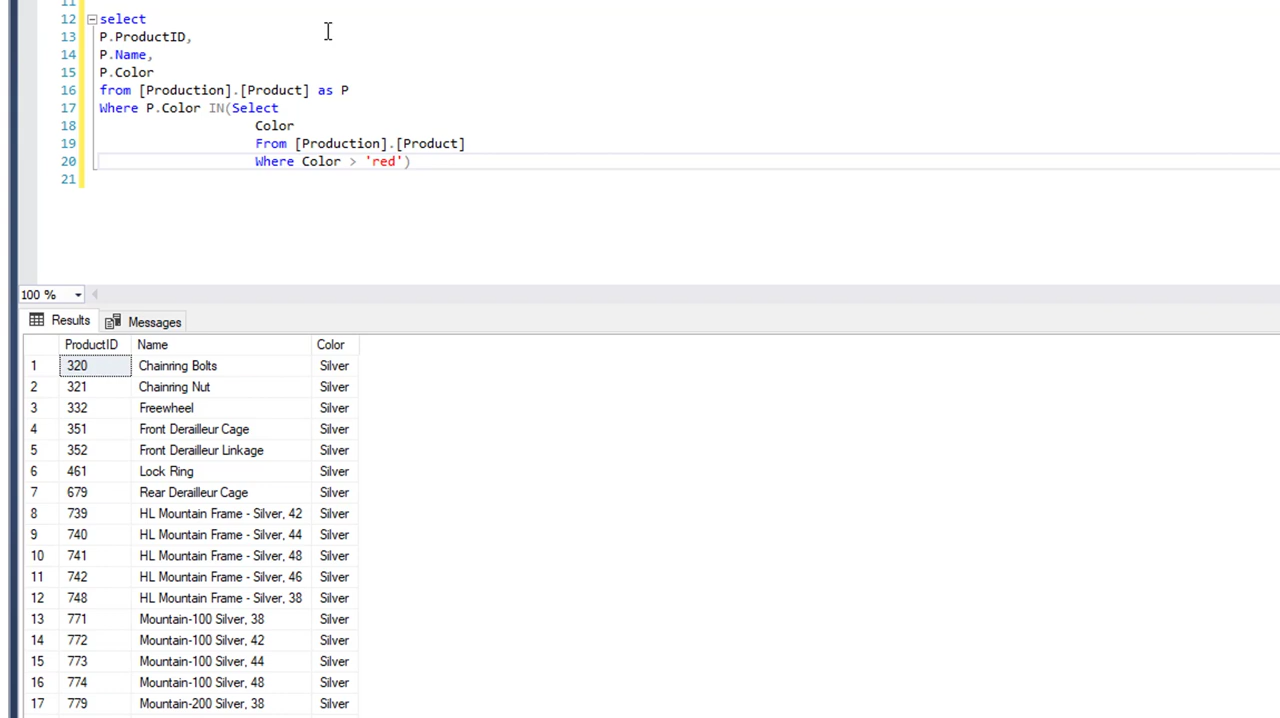 11
12 select
13 P.ProductID,
14 P.Name,
15 P.Color
16 from [Production].[Product] as P
17 Where P.Color IN(Select
18 Color
19 From [Production].[Product]
20 Where Color > 'red')
21
100 %
Results Messages
ProductID Name Color
1 320 Chainring Bolts Silver
2 321 Chainring Nut Silver
3 332 Freewheel Silver
4 351 Front Derailleur Cage Silver
5 352 Front Derailleur Linkage Silver
6 461 Lock Ring Silver
7 679 Rear Derailleur Cage Silver
8 739 HL Mountain Frame - Silver, 42 Silver
9 740 HL Mountain Frame - Silver, 44 Silver
10 741 HL Mountain Frame - Silver, 48 Silver
11 742 HL Mountain Frame - Silver, 46 Silver
12 748 HL Mountain Frame - Silver, 38 Silver
13 771 Mountain-100 Silver, 38 Silver
14 772 Mountain-100 Silver, 42 Silver
15 773 Mountain-100 Silver, 44 Silver
16 774 Mountain-100 Silver, 48 Silver
17 779 Mountain-200 Silver, 38 Silver